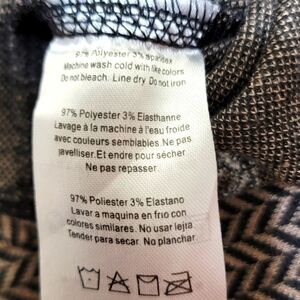 97% Polyester 3% Spandex
Machine wash cold with like colors
Do not bleach. Line dry. Do not iron
97% Polyester 3% Elasthanne
Lavage à la machine à l'eau froide
avec couleurs semblables. Ne pas
javelliser. Et endre pour sécher
Ne pas repasser
97% Poliyester 3% Elastano
Lavar a maquina en frio con
colores similares. No usar lejia.
Tender para secar. No planchar